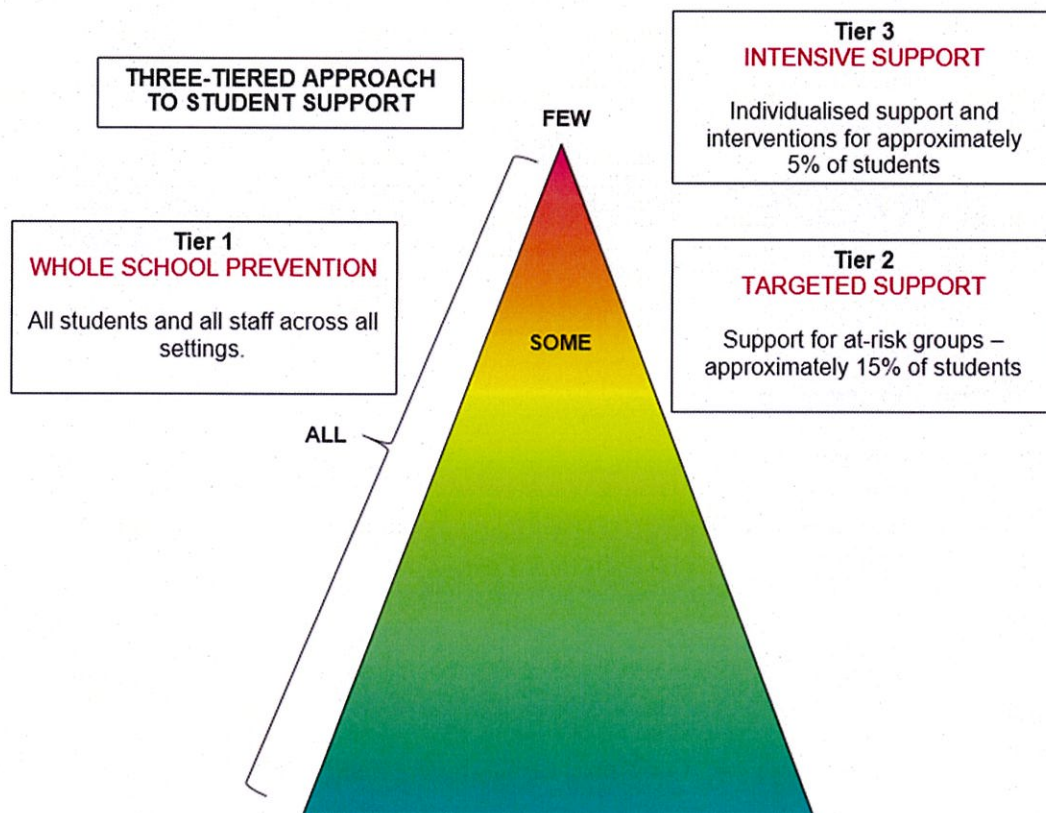 THREE-TIERED APPROACH
TO STUDENT SUPPORT
Tier 3
INTENSIVE SUPPORT
Individualised support and
interventions for approximately
5% of students
FEW
Tier 1
WHOLE SCHOOL PREVENTION
All students and all staff across all
settings.
Tier 2
TARGETED SUPPORT
Support for at-risk groups –
approximately 15% of students
SOME
ALL